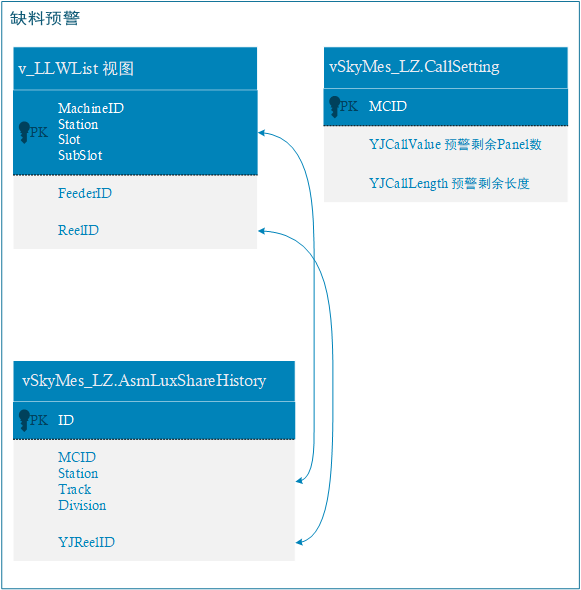 缺料预警
v_LLWList 视图
PK
MachineID
Station
Slot
SubSlot
FeederID
ReelID
vSkyMes_LZ.CallSetting
PK MCID
YJCallValue 预警剩余Panel数
YJCallLength 预警剩余长度
vSkyMes_LZ.AsmLuxShareHistory
PK ID
MCID
Station
Track
Division
YJReelID